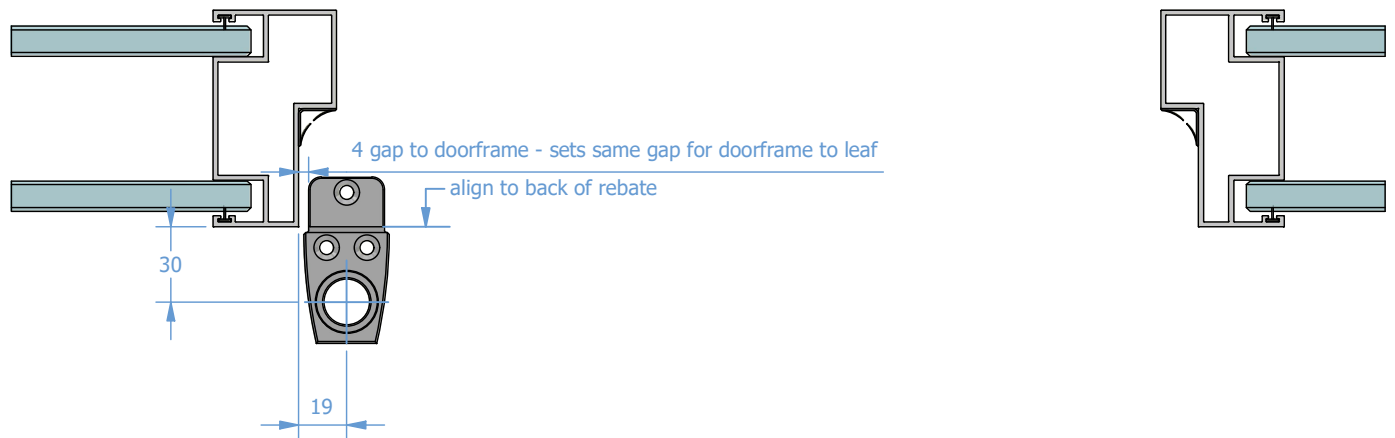 4 gap to doorframe - sets same gap for doorframe to leaf
align to back of rebate
30
19